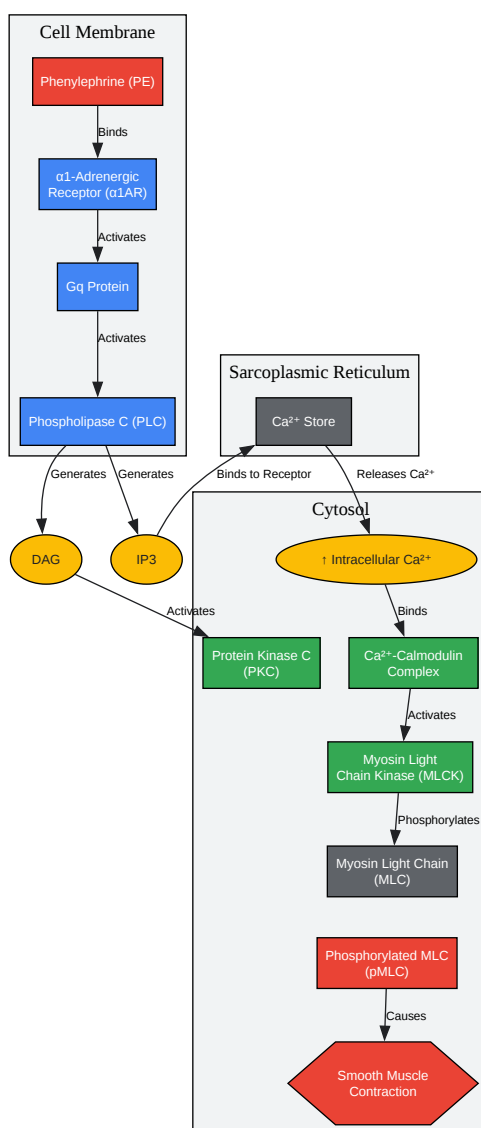 Cell Membrane
Phenylephrine (PE)
Binds
α1-Adrenergic
Receptor (α1AR)
Activates
Gq Protein
Activates
Phospholipase C (PLC)
Sarcoplasmic Reticulum
Ca²⁺ Store
Generates
Generates
Binds to Receptor
Releases Ca²⁺
Cytosol
DAG
IP3
↑ Intracellular Ca²⁺
Activates
Binds
Protein Kinase C
(PKC)
Ca²⁺-Calmodulin
Complex
Activates
Myosin Light
Chain Kinase (MLCK)
Phosphorylates
Myosin Light Chain
(MLC)
Phosphorylated MLC
(pMLC)
Causes
Smooth Muscle
Contraction